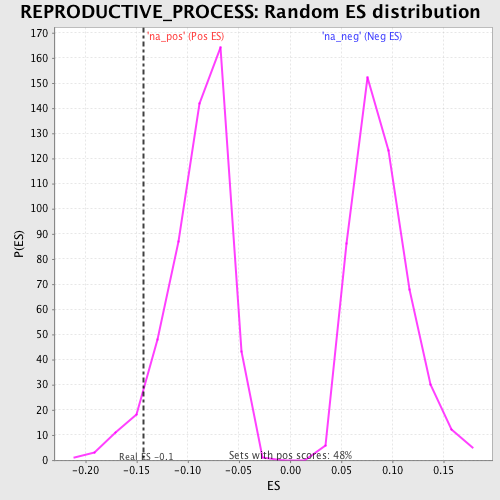 REPRODUCTIVE_PROCESS: Random ES distribution
'na_pos' (Pos ES)
'na_neg' (Neg ES)
P(ES)
170
160
150
140
130
120
110
100
90
80
70
60
50
40
30
20
10
0
Real ES -0.1
Sets with pos scores: 48%
-0.20 -0.15 -0.10 -0.05 0.00 0.05 0.10 0.15
ES